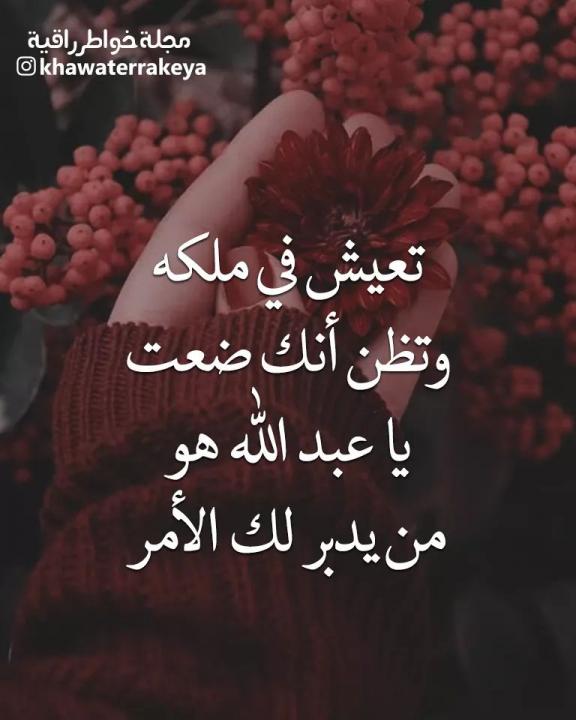 مجلة خواطر راقية
khawaterrakeya
تعيش في ملكه
وتظن أنك ضعت
يا عبد الله هو
من يدبر لك الأمر